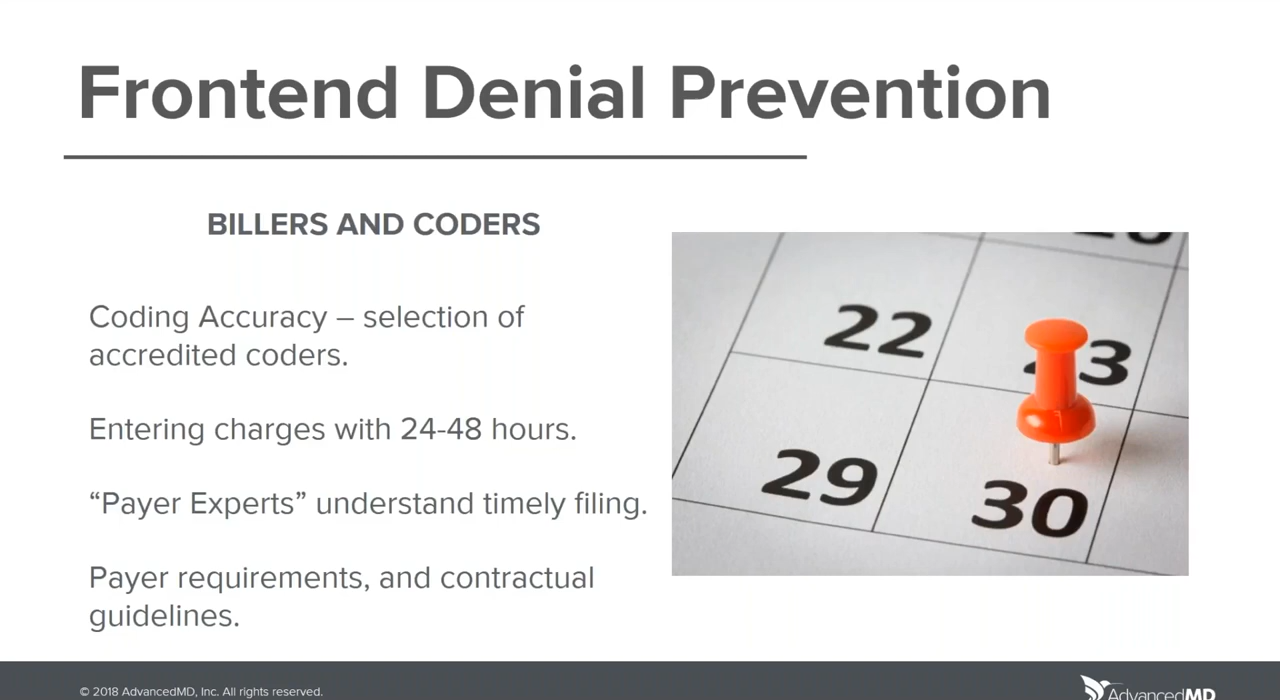 Frontend Denial Prevention
BILLERS AND CODERS
Coding Accuracy – selection of
accredited coders.
Entering charges with 24-48 hours.
“Payer Experts” understand timely filing.
Payer requirements, and contractual
guidelines.
22
29
30
© 2018 AdvancedMD, Inc. All rights reserved.
AdvancedMD